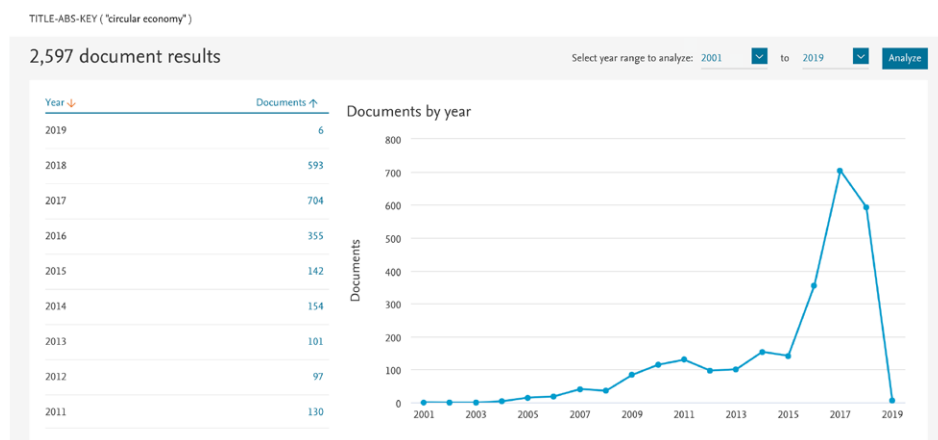 TITLE-ABS-KEY ( "circular economy" )
2,597 document results
Select year range to analyze: 2001 to 2019 Analyze
Year Documents
2019 6
2018 593
2017 704
2016 355
2015 142
2014 154
2013 101
2012 97
2011 130
Documents by year
Documents
800
700
600
500
400
300
200
100
0
2001 2003 2005 2007 2009 2011 2013 2015 2017 2019